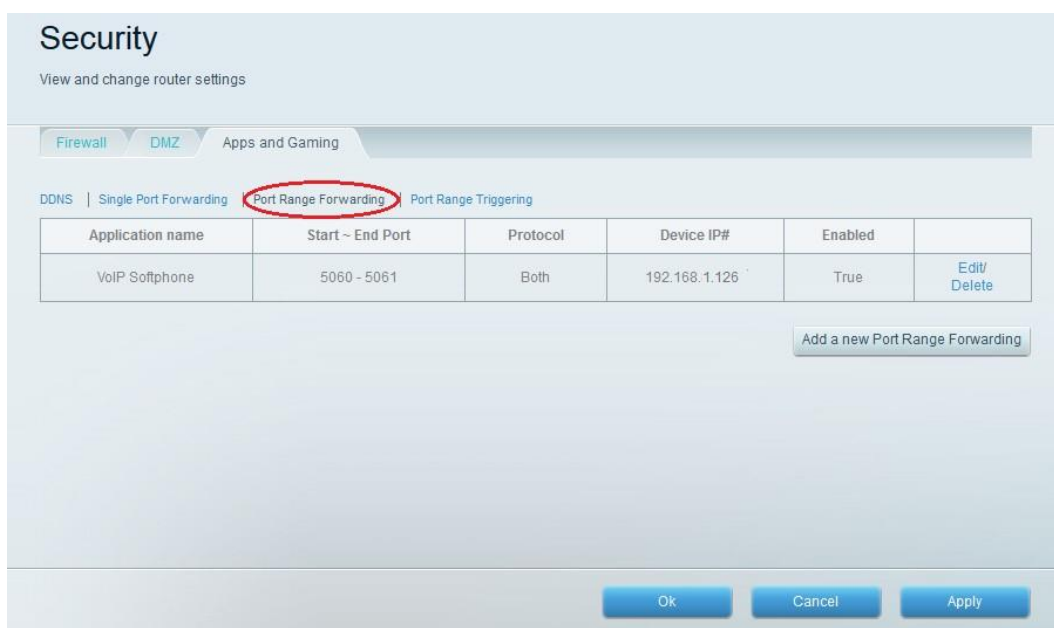 Security
View and change router settings
Firewall DMZ Apps and Gaming
DDNS | Single Port Forwarding | Port Range Forwarding | Port Range Triggering
Application name Start ~ End Port Protocol Device IP# Enabled
VoIP Softphone 5060 - 5061 Both 192.168.1.126 True Edit/
Delete
Add a new Port Range Forwarding
Ok Cancel Apply